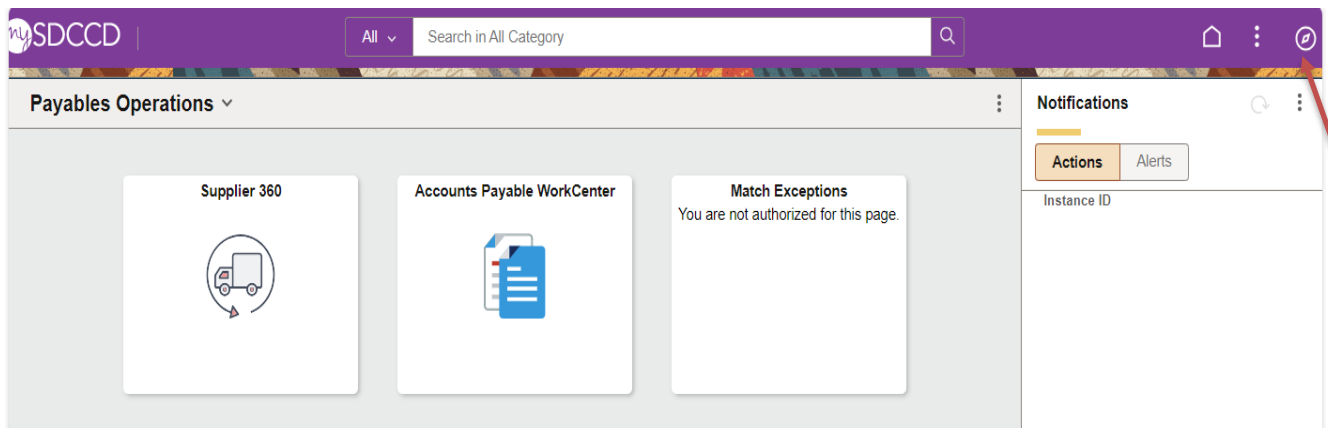 mySDCCD
All
Search in All Category
Payables Operations
Notifications
Actions
Alerts
Instance ID
Supplier 360
Accounts Payable WorkCenter
Match Exceptions
You are not authorized for this page.